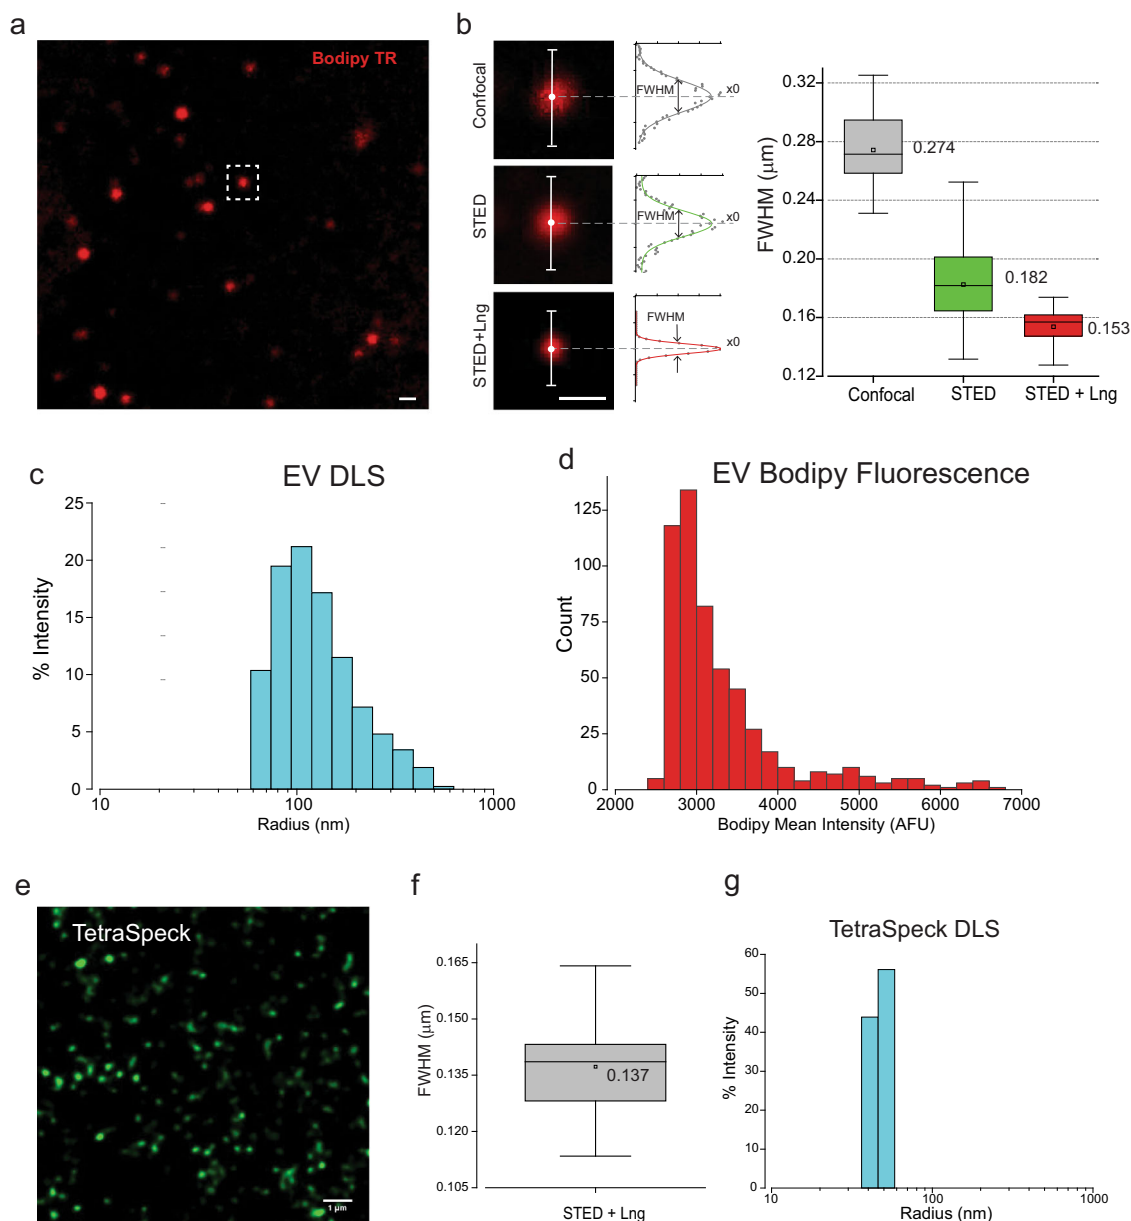 a
Bodipy TR
b
Confocal
FWHM
x0
STED
FWHM
x0
STED+Lng
FWHM
x0
FWHM (μm)
0.32
0.28
0.24
0.20
0.16
0.12
0.274
0.182
0.153
Confocal STED STED + Lng
c
EV DLS
% Intensity
25
20
15
10
5
0
10 100 1000
Radius (nm)
d
EV Bodipy Fluorescence
Count
125
100
75
50
25
0
2000 3000 4000 5000 6000 7000
Bodipy Mean Intensity (AFU)
e
TetraSpeck
1 μm
f
FWHM (μm)
0.165
0.150
0.135
0.120
0.105
0.137
STED + Lng
g
TetraSpeck DLS
% Intensity
60
50
40
30
20
10
0
10 100 1000
Radius (nm)